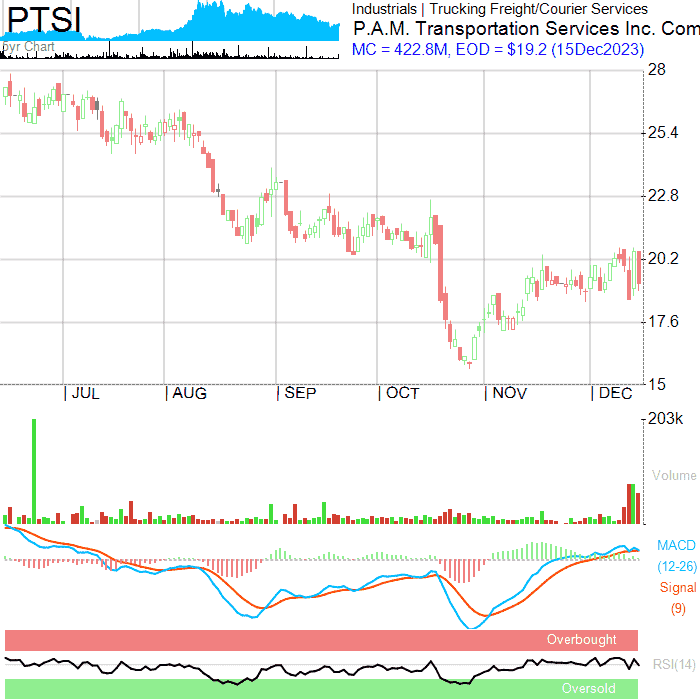 PTSI
5yr Chart
Industrials | Trucking Freight/Courier Services
P.A.M. Transportation Services Inc. Com
MC = 422.8M, EOD = $19.2 (15Dec2023)
28
25.4
22.8
20.2
17.6
15
| JUL | AUG | SEP | OCT | NOV | DEC
203k
Volume
MACD
(12-26)
Signal
(9)
Overbought
RSI(14)
Oversold